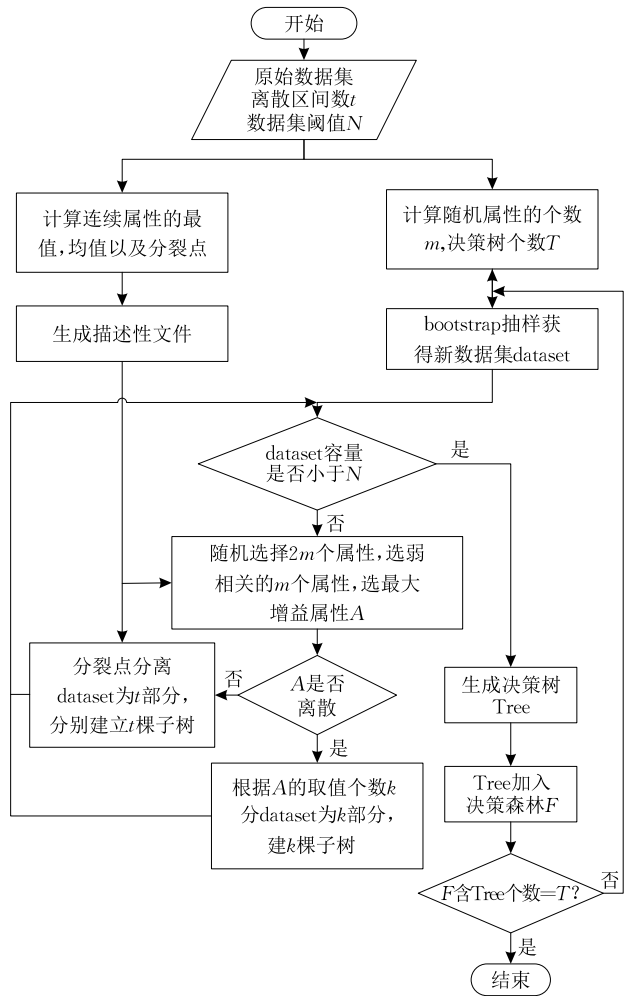 开始
原始数据集
离散区间数t
数据集阈值N
计算连续属性的最
值,均值以及分裂点
计算随机属性的个数
m,决策树个数T
生成描述性文件
bootstrap抽样获
得新数据集dataset
dataset容量
是否小于N
是
否
随机选择2m个属性,选弱
相关的m个属性,选最大
增益属性A
分裂点分离
dataset为t部分,
分别建立t棵子树
否
A是否
离散
是
生成决策树
Tree
根据A的取值个数k
分dataset为k部分,
建k棵子树
Tree加入
决策森林F
F含Tree个数=T?
否
是
结束